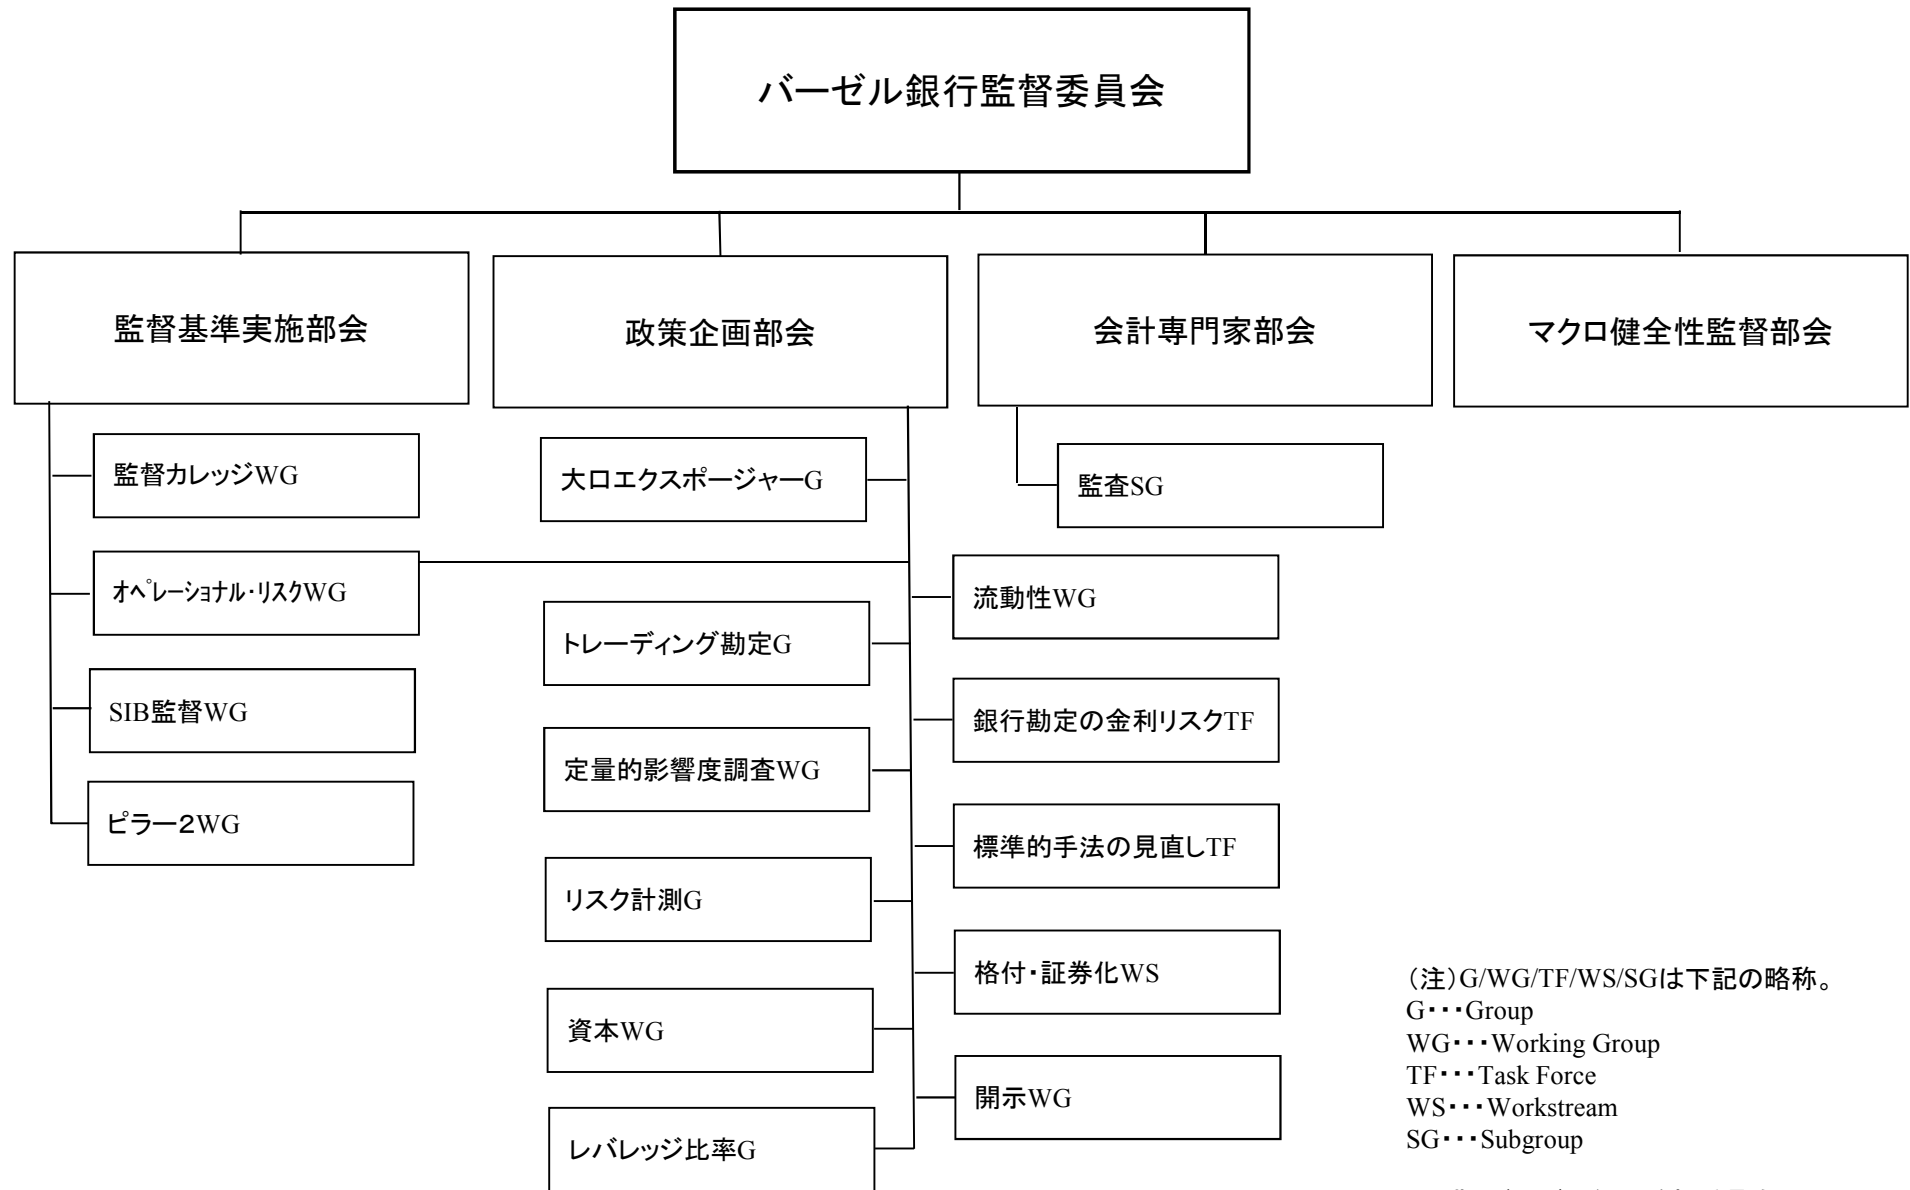 バーゼル銀行監督委員会
監督基準実施部会
政策企画部会
会計専門家部会
マクロ健全性監督部会
監督カレッジWG
オペレーショナル・リスクWG
SIB監督WG
ピラー2WG
大口エクスポージャーG
トレーディング勘定G
定量的影響度調査WG
リスク計測G
資本WG
レバレッジ比率G
流動性WG
銀行勘定の金利リスクTF
標準的手法の見直しTF
格付・証券化WS
開示WG
監査SG
(注)G/WG/TF/WS/SGは下記の略称。
G・・・Group
WG・・・Working Group
TF・・・Task Force
WS・・・Workstream
SG・・・Subgroup